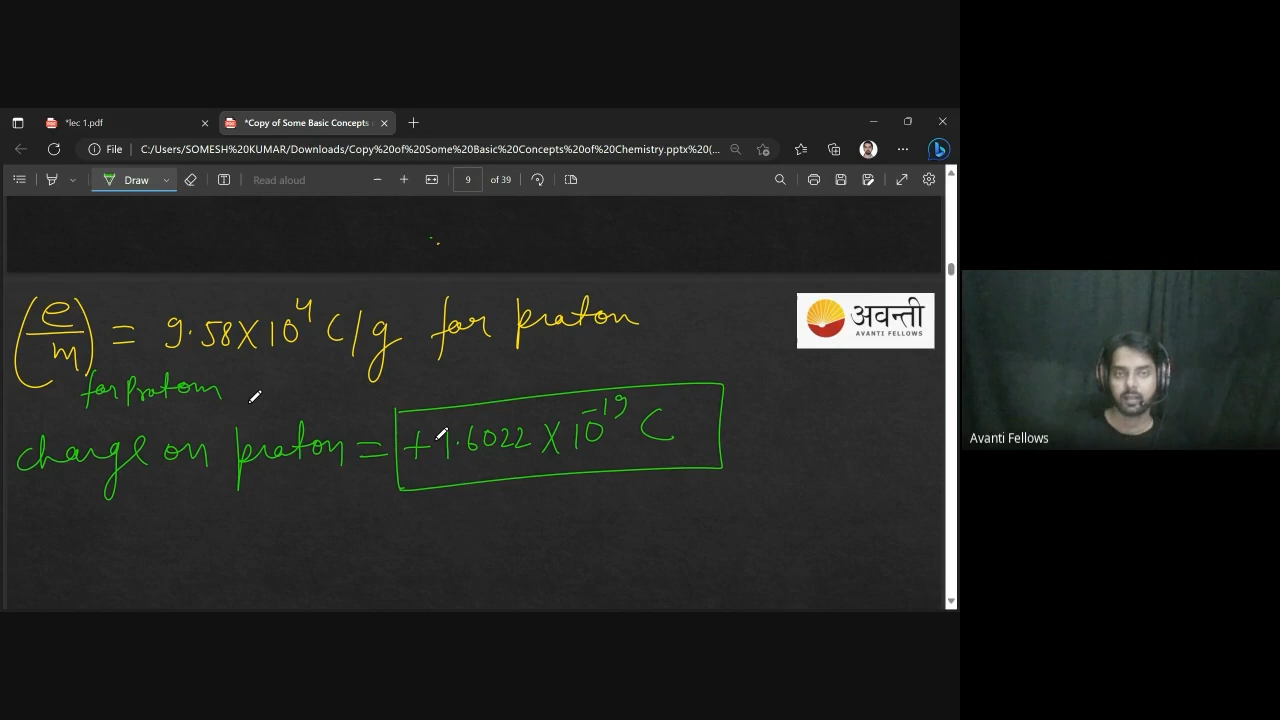 *lec 1.pdf
*Copy of Some Basic Concepts
File C:/Users/SOMESH%20KUMAR/Downloads/Copy%20of%20Some%20Basic%20Concepts%20of%20Chemistry.pptx%20(...
Draw Read aloud 9 of 39
(e/m) = 9.58X10⁴ C/g for proton
अवन्ती
AVANTI FELLOWS
for Proton
charge on proton = +1.6022 X 10⁻¹⁹ C
Avanti Fellows